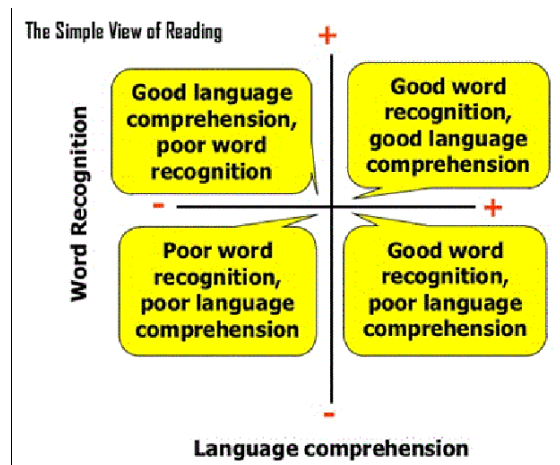 The Simple View of Reading
+
Good language
comprehension,
poor word
recognition
Good word
recognition,
good language
comprehension
Word Recognition
-
+
Poor word
recognition,
poor language
comprehension
Good word
recognition,
poor language
comprehension
-
Language comprehension